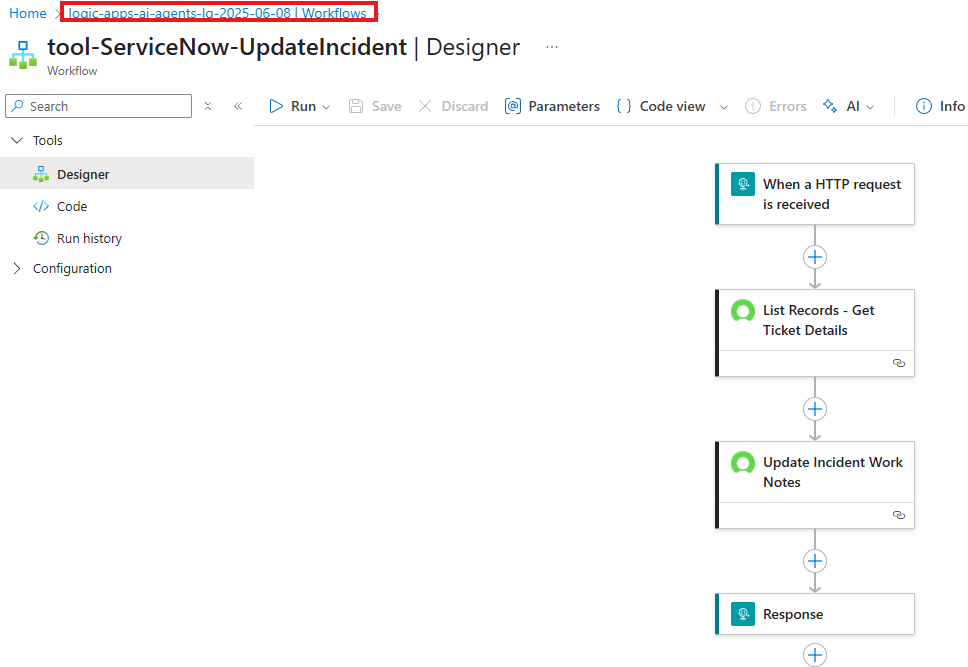 Home > logic-apps-ai-agents-lg-2025-06-08 | Workflows >
tool-ServiceNow-UpdateIncident | Designer ...
Workflow
Search
Run
Save
Discard
Parameters
Code view
Errors
AI
Info
Tools
Designer
Code
Run history
Configuration
When a HTTP request
is received
List Records - Get
Ticket Details
Update Incident Work
Notes
Response